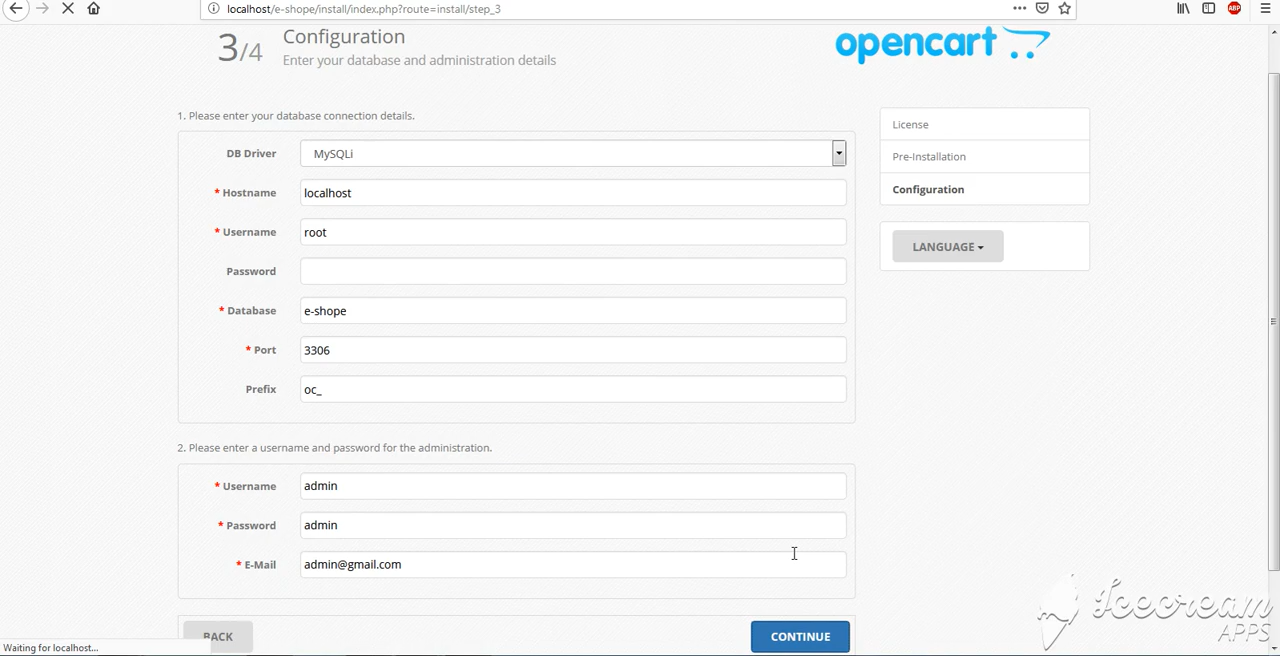 localhost/e-shope/install/index.php?route=install/step_3
ABP
3/4
Configuration
Enter your database and administration details
opencart
1. Please enter your database connection details.
DB Driver MySQLi
* Hostname localhost
* Username root
Password
* Database e-shope
* Port 3306
Prefix oc_
License
Pre-Installation
Configuration
LANGUAGE
2. Please enter a username and password for the administration.
* Username admin
* Password admin
* E-Mail admin@gmail.com
BACK
CONTINUE
Waiting for localhost...
Icecream
APPS